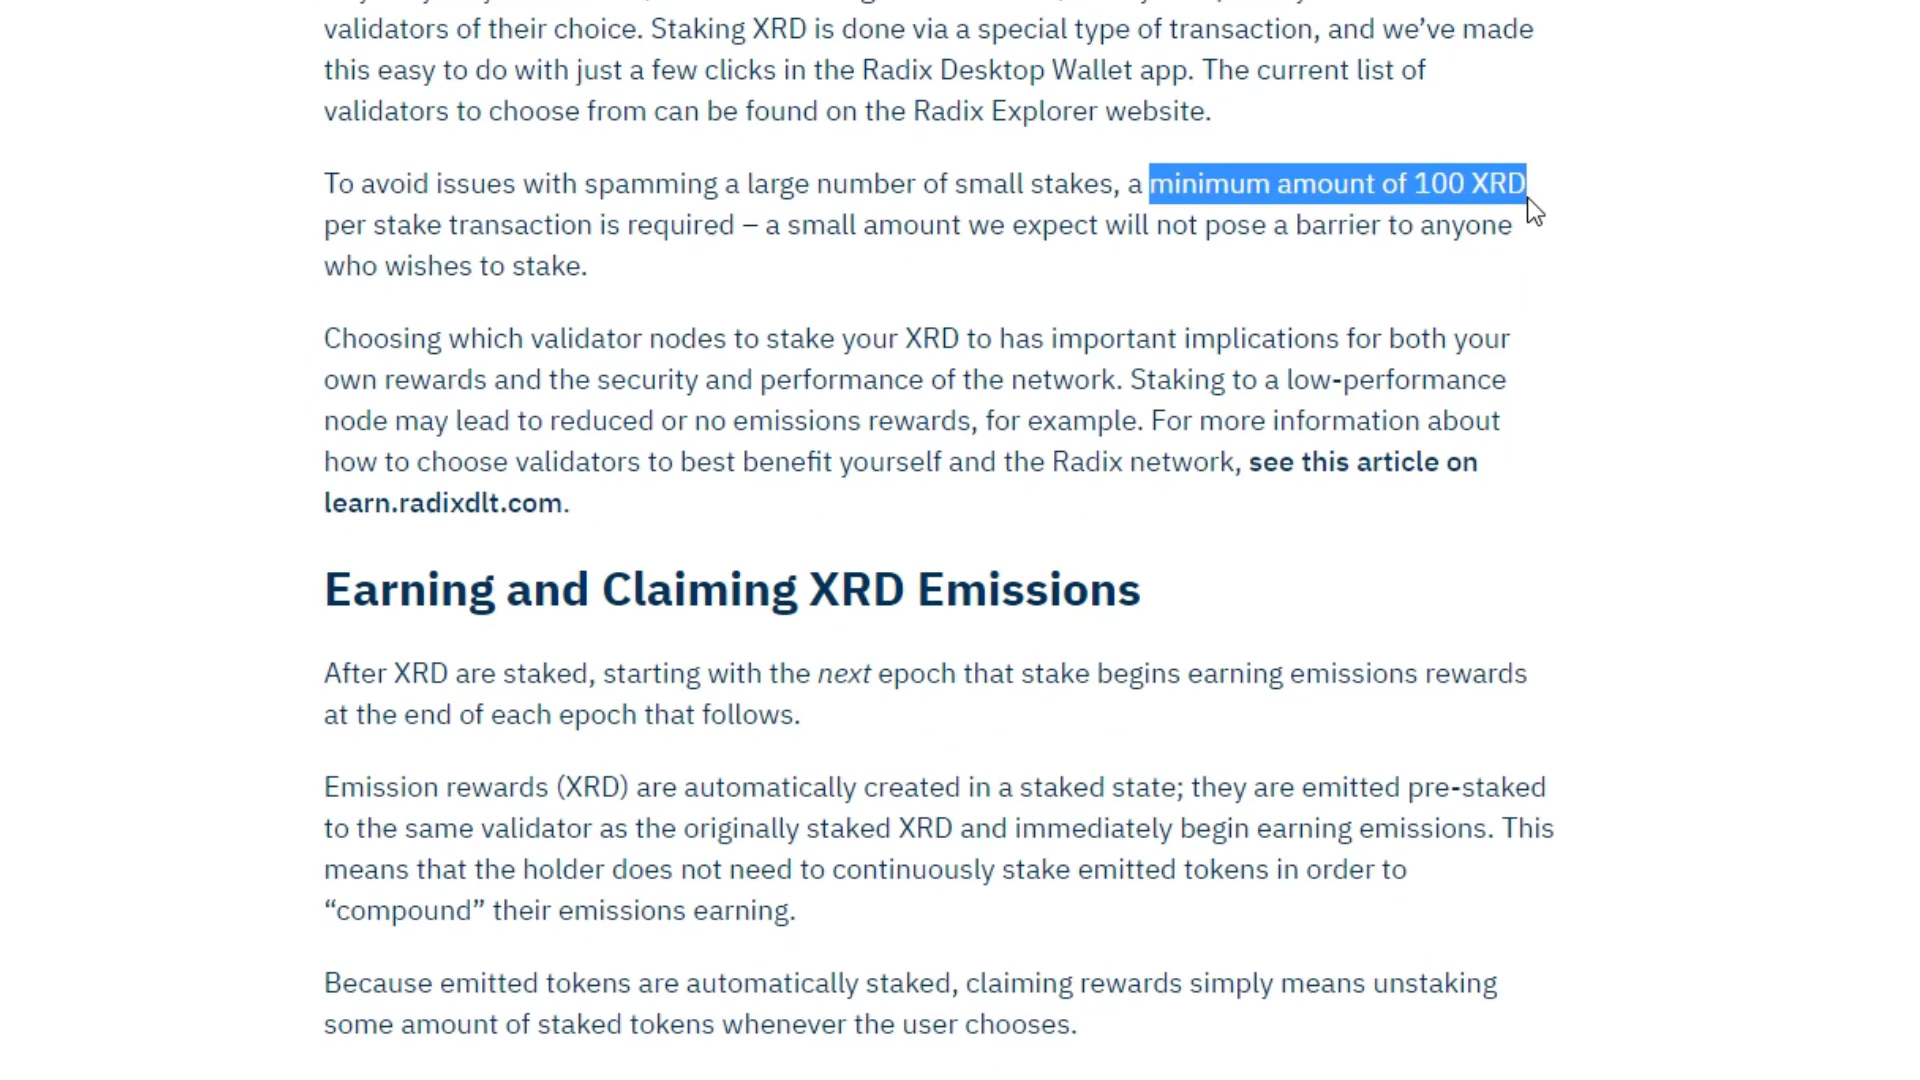 validators of their choice. Staking XRD is done via a special type of transaction, and we’ve made
this easy to do with just a few clicks in the Radix Desktop Wallet app. The current list of
validators to choose from can be found on the Radix Explorer website.
To avoid issues with spamming a large number of small stakes, a minimum amount of 100 XRD
per stake transaction is required – a small amount we expect will not pose a barrier to anyone
who wishes to stake.
Choosing which validator nodes to stake your XRD to has important implications for both your
own rewards and the security and performance of the network. Staking to a low-performance
node may lead to reduced or no emissions rewards, for example. For more information about
how to choose validators to best benefit yourself and the Radix network, see this article on
learn.radixdlt.com.
Earning and Claiming XRD Emissions
After XRD are staked, starting with the next epoch that stake begins earning emissions rewards
at the end of each epoch that follows.
Emission rewards (XRD) are automatically created in a staked state; they are emitted pre-staked
to the same validator as the originally staked XRD and immediately begin earning emissions. This
means that the holder does not need to continuously stake emitted tokens in order to
“compound” their emissions earning.
Because emitted tokens are automatically staked, claiming rewards simply means unstaking
some amount of staked tokens whenever the user chooses.